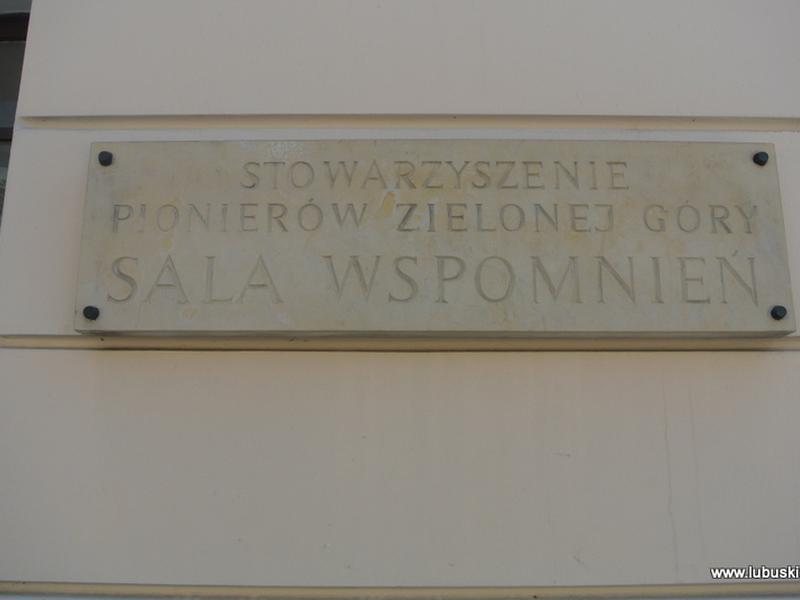 STOWARZYSZENIE
PIONIERÓW ZIELONEJ GÓRY
SALA WSPOMNIEŃ
www.lubuski